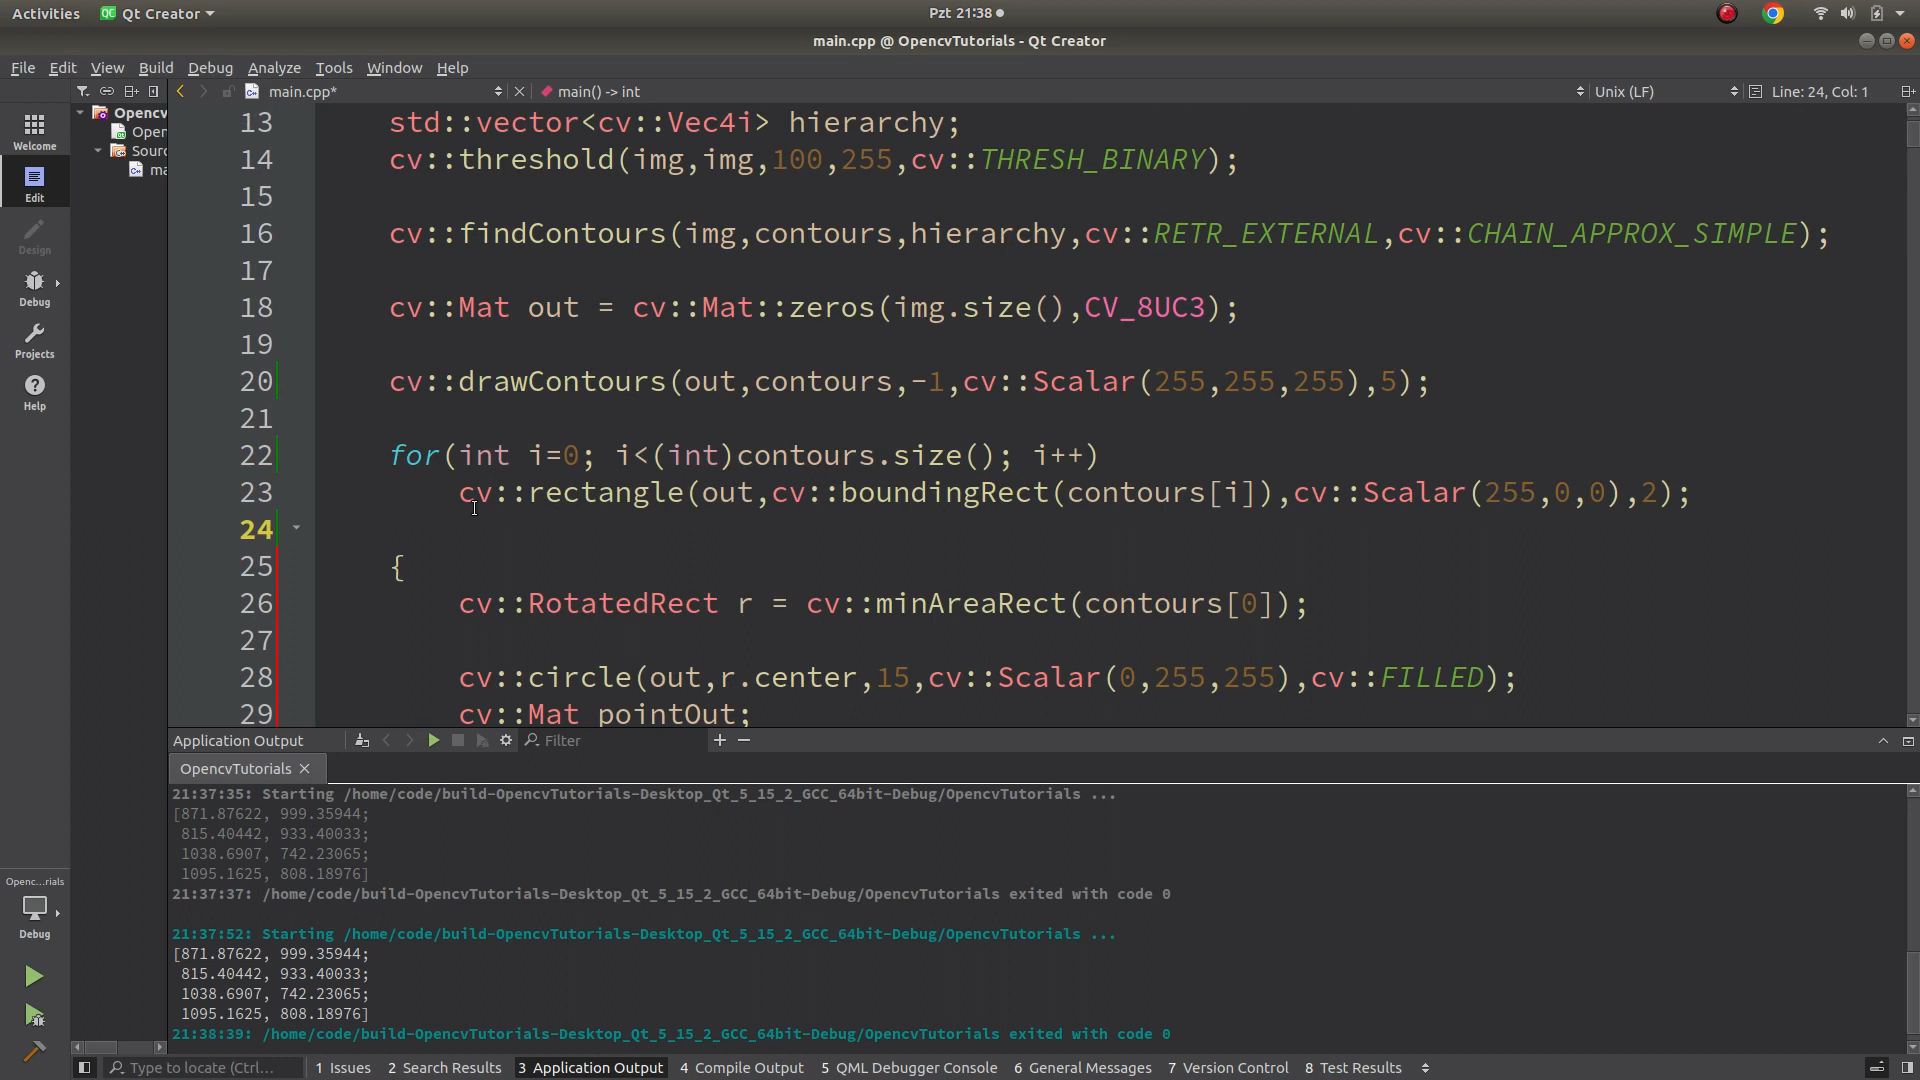 Activities Qt Creator Pzt 21:38
main.cpp @ OpencvTutorials - Qt Creator
File Edit View Build Debug Analyze Tools Window Help
main.cpp* main() -> int Unix (LF) Line: 24, Col: 1
Opencv
Open
Sourc
ma
Welcome
Edit
Design
Debug
Projects
Help
13 std::vector<cv::Vec4i> hierarchy;
14 cv::threshold(img,img,100,255,cv::THRESH_BINARY);
15
16 cv::findContours(img,contours,hierarchy,cv::RETR_EXTERNAL,cv::CHAIN_APPROX_SIMPLE);
17
18 cv::Mat out = cv::Mat::zeros(img.size(),CV_8UC3);
19
20 cv::drawContours(out,contours,-1,cv::Scalar(255,255,255),5);
21
22 for(int i=0; i<(int)contours.size(); i++)
23 cv::rectangle(out,cv::boundingRect(contours[i]),cv::Scalar(255,0,0),2);
24
25 {
26 cv::RotatedRect r = cv::minAreaRect(contours[0]);
27
28 cv::circle(out,r.center,15,cv::Scalar(0,255,255),cv::FILLED);
29 cv::Mat pointOut;
Application Output Filter
OpencvTutorials
21:37:35: Starting /home/code/build-OpencvTutorials-Desktop_Qt_5_15_2_GCC_64bit-Debug/OpencvTutorials ...
[871.87622, 999.35944;
815.40442, 933.40033;
1038.6907, 742.23065;
1095.1625, 808.18976]
21:37:37: /home/code/build-OpencvTutorials-Desktop_Qt_5_15_2_GCC_64bit-Debug/OpencvTutorials exited with code 0
21:37:52: Starting /home/code/build-OpencvTutorials-Desktop_Qt_5_15_2_GCC_64bit-Debug/OpencvTutorials ...
[871.87622, 999.35944;
815.40442, 933.40033;
1038.6907, 742.23065;
1095.1625, 808.18976]
21:38:39: /home/code/build-OpencvTutorials-Desktop_Qt_5_15_2_GCC_64bit-Debug/OpencvTutorials exited with code 0
Openc...rials
Debug
Type to locate (Ctrl... 1 Issues 2 Search Results 3 Application Output 4 Compile Output 5 QML Debugger Console 6 General Messages 7 Version Control 8 Test Results